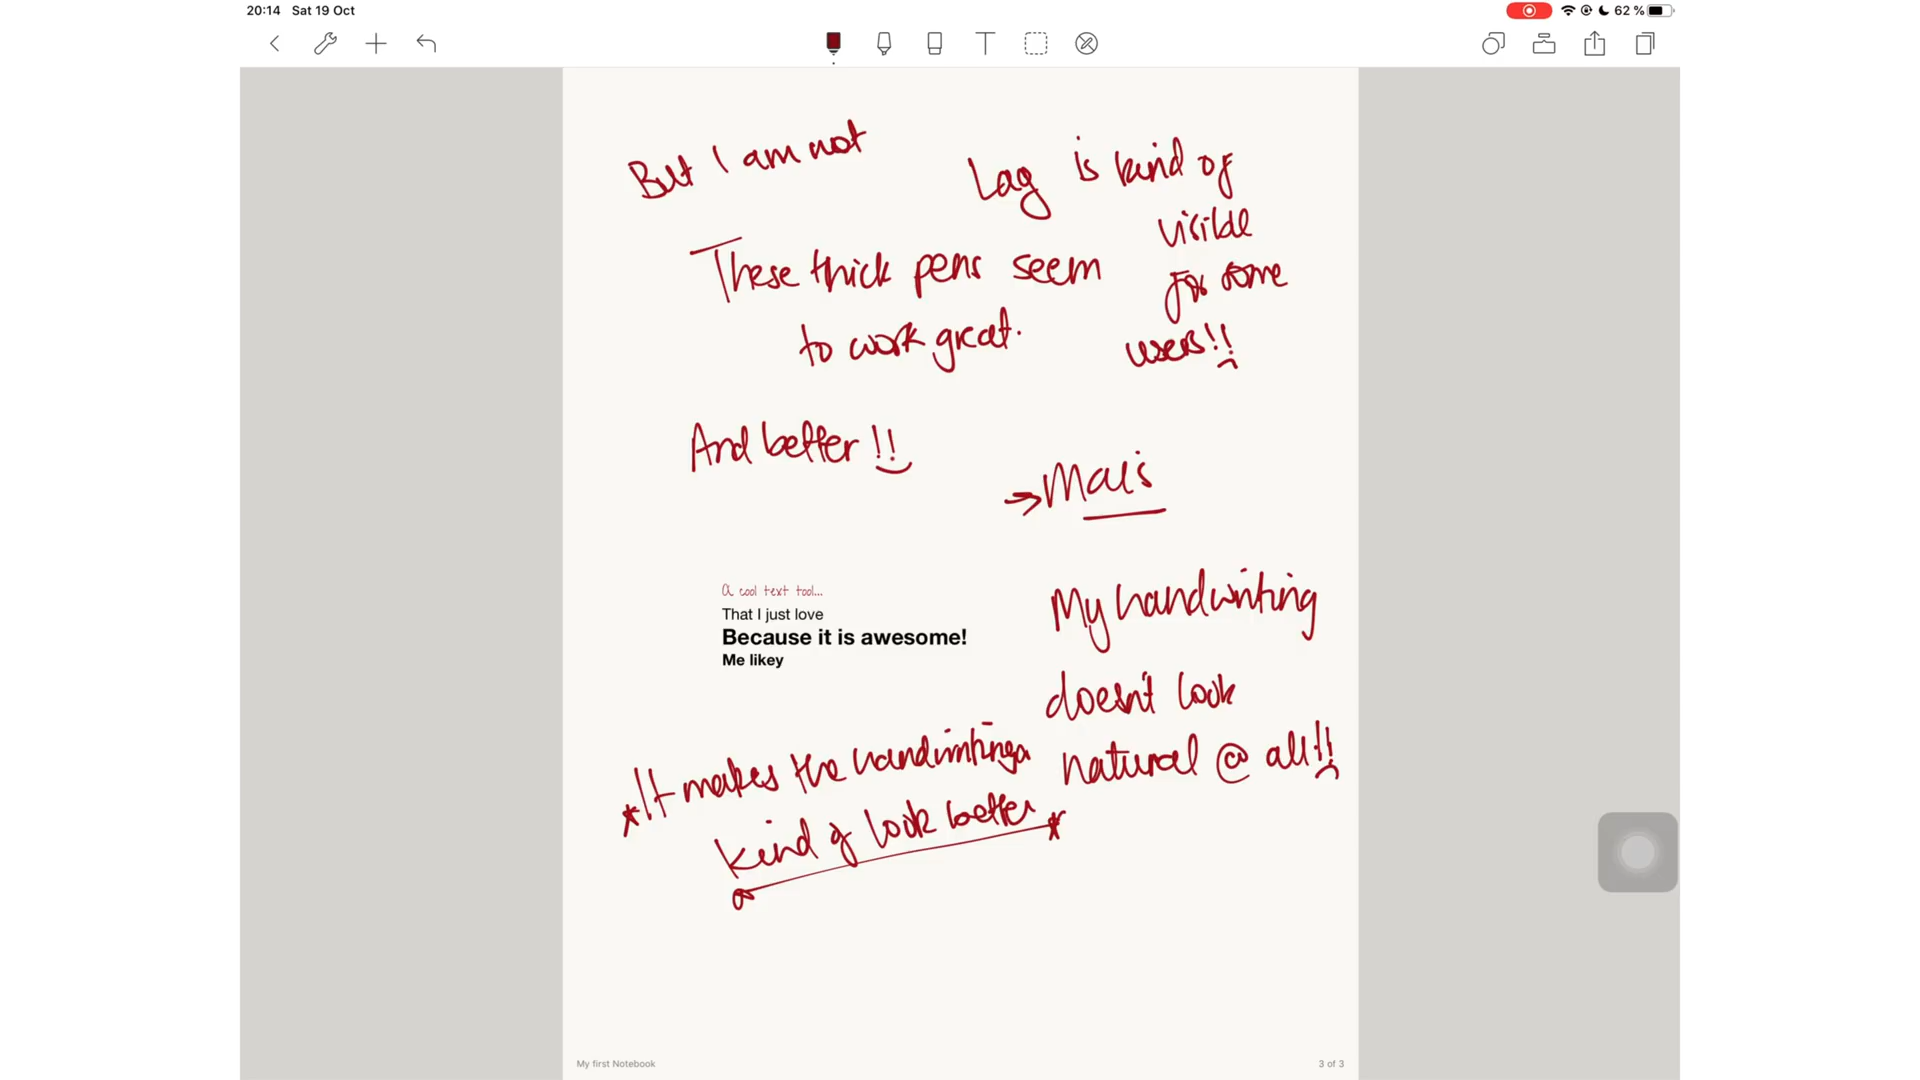 20:14 Sat 19 Oct
62 %
But I am not
Lag is kind of
visible
for some
users!!
These thick pens seem
to work great.
And better!!
My handwriting
doesn't look
natural @ all!!
A cool text tool...
That I just love
Because it is awesome!
Me likey
*It makes the
kind of look better*
My first Notebook
3 of 3